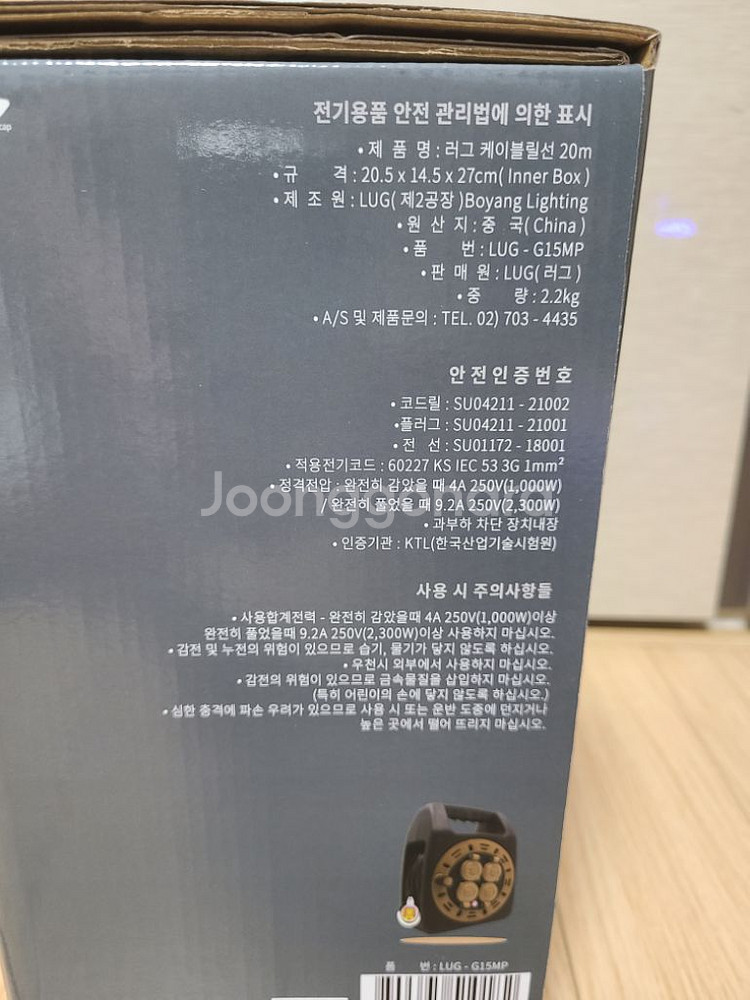 cap
전기용품 안전 관리법에 의한 표시
• 제 품 명 : 러그 케이블릴선 20m
• 규 격 : 20.5 x 14.5 x 27cm( Inner Box )
• 제 조 원 : LUG( 제2공장 )Boyang Lighting
• 원 산 지 : 중 국( China )
• 품 번 : LUG - G15MP
• 판 매 원 : LUG( 러그 )
• 중 량 : 2.2kg
• A/S 및 제품문의 : TEL. 02) 703 - 4435
안 전 인 증 번 호
• 코드릴 : SU04211 - 21002
•플러그 : SU04211 - 21001
• 전 선 : SU01172 - 18001
• 적용전기코드 : 60227 KS IEC 53 3G 1mm²
• 정격전압 : 완전히 감았을 때 4A 250V(1,000W)
/ 완전히 풀었을 때 9.2A 250V(2,300W)
• 과부하 차단 장치내장
• 인증기관 : KTL(한국산업기술시험원)
Joonggonara
사용 시 주의사항들
• 사용합계전력 - 완전히 감았을때 4A 250V(1,000W)이상
완전히 풀었을때 9.2A 250V(2,300W)이상 사용하지 마십시오.
• 감전 및 누전의 위험이 있으므로 습기, 물기가 닿지 않도록 하십시오.
• 우천시 외부에서 사용하지 마십시오.
• 감전의 위험이 있으므로 금속물질을 삽입하지 마십시오.
(특히 어린이의 손에 닿지 않도록 하십시오.)
• 심한 충격에 파손 우려가 있으므로 사용 시 또는 운반 도중에 던지거나
높은 곳에서 떨어 뜨리지 마십시오.
품 번 : LUG - G15MP